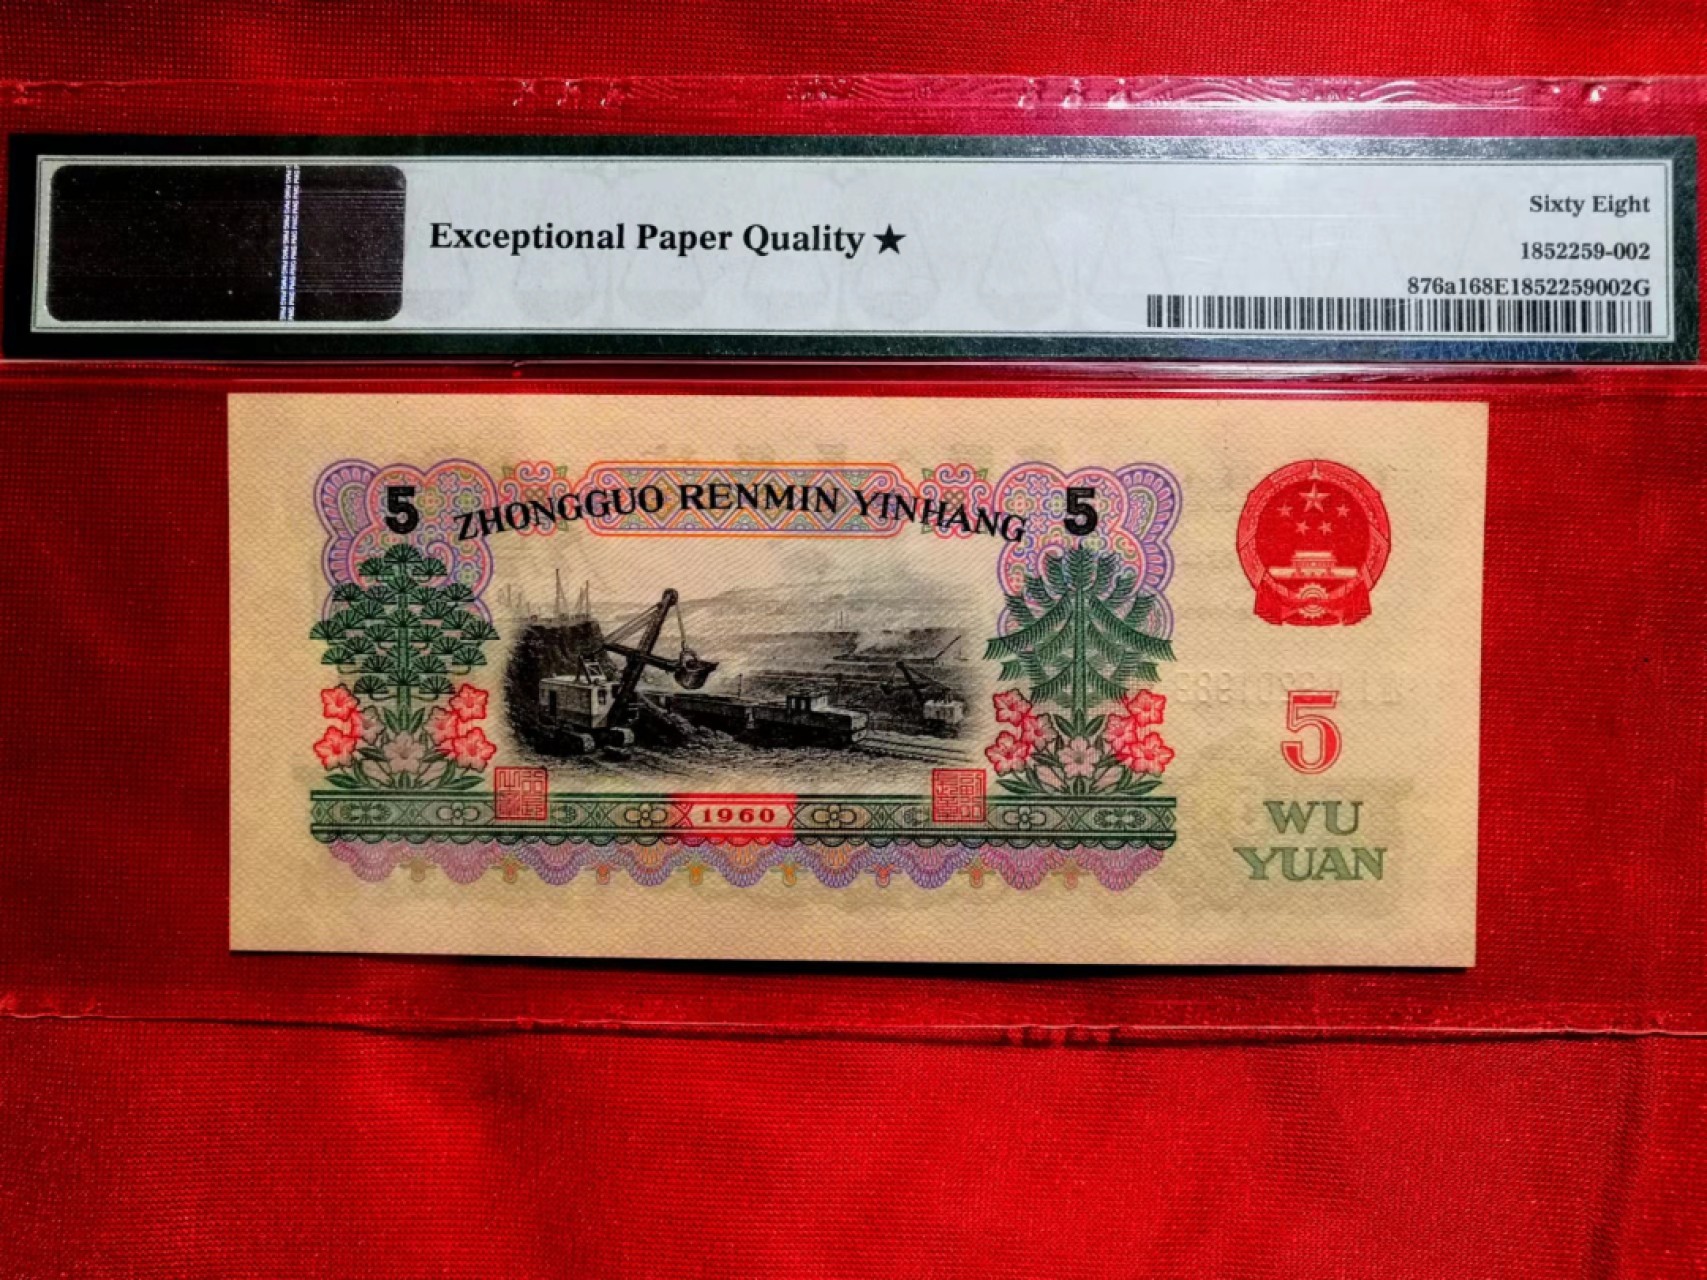 Exceptional Paper Quality ★
Sixty Eight
1852259-002
876a168E1852259002G
5 ZHONGGUO RENMIN YINHANG 5
5
1960
WU
YUAN